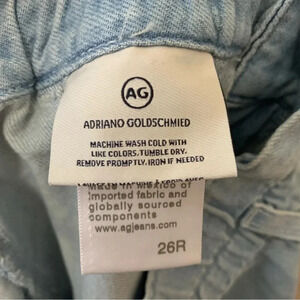 AG
ADRIANO GOLDSCHMIED
MACHINE WASH COLD WITH
LIKE COLORS. TUMBLE DRY.
REMOVE PROMPTLY. IRON IF NEEDED
imported fabric and
globally sourced
components
www.agjeans.com
26R